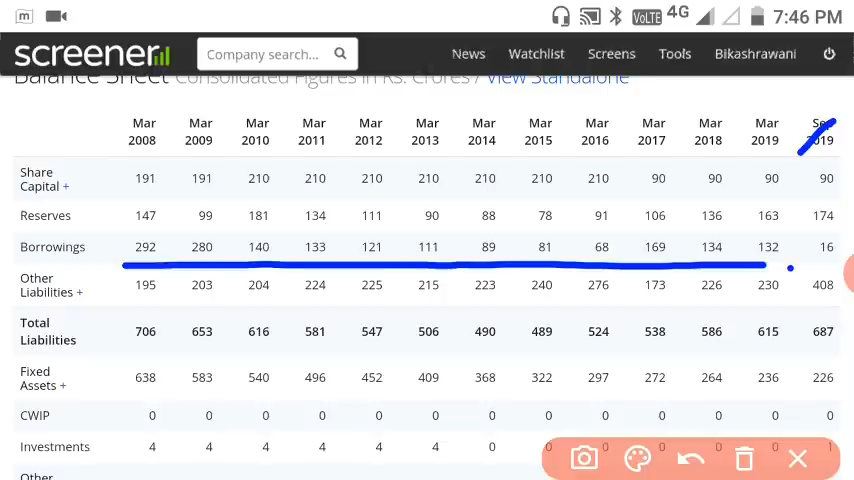 m VoLTE 4G 7:46 PM
screener Company search... News Watchlist Screens Tools Bikashrawani
Balance Sheet Consolidated Figures in Rs. Crores / View Standalone
Mar 2008 Mar 2009 Mar 2010 Mar 2011 Mar 2012 Mar 2013 Mar 2014 Mar 2015 Mar 2016 Mar 2017 Mar 2018 Mar 2019 Sep 2019
Share Capital + 191 191 210 210 210 210 210 210 210 90 90 90 90
Reserves 147 99 181 134 111 90 88 78 91 106 136 163 174
Borrowings 292 280 140 133 121 111 89 81 68 169 134 132 16
Other Liabilities + 195 203 204 224 225 215 223 240 276 173 226 230 408
Total Liabilities 706 653 616 581 547 506 490 489 524 538 586 615 687
Fixed Assets + 638 583 540 496 452 409 368 322 297 272 264 236 226
CWIP 0 0 0 0 0 0 0 0 0 0 0 0 0
Investments 4 4 4 4 4 4 0
Other